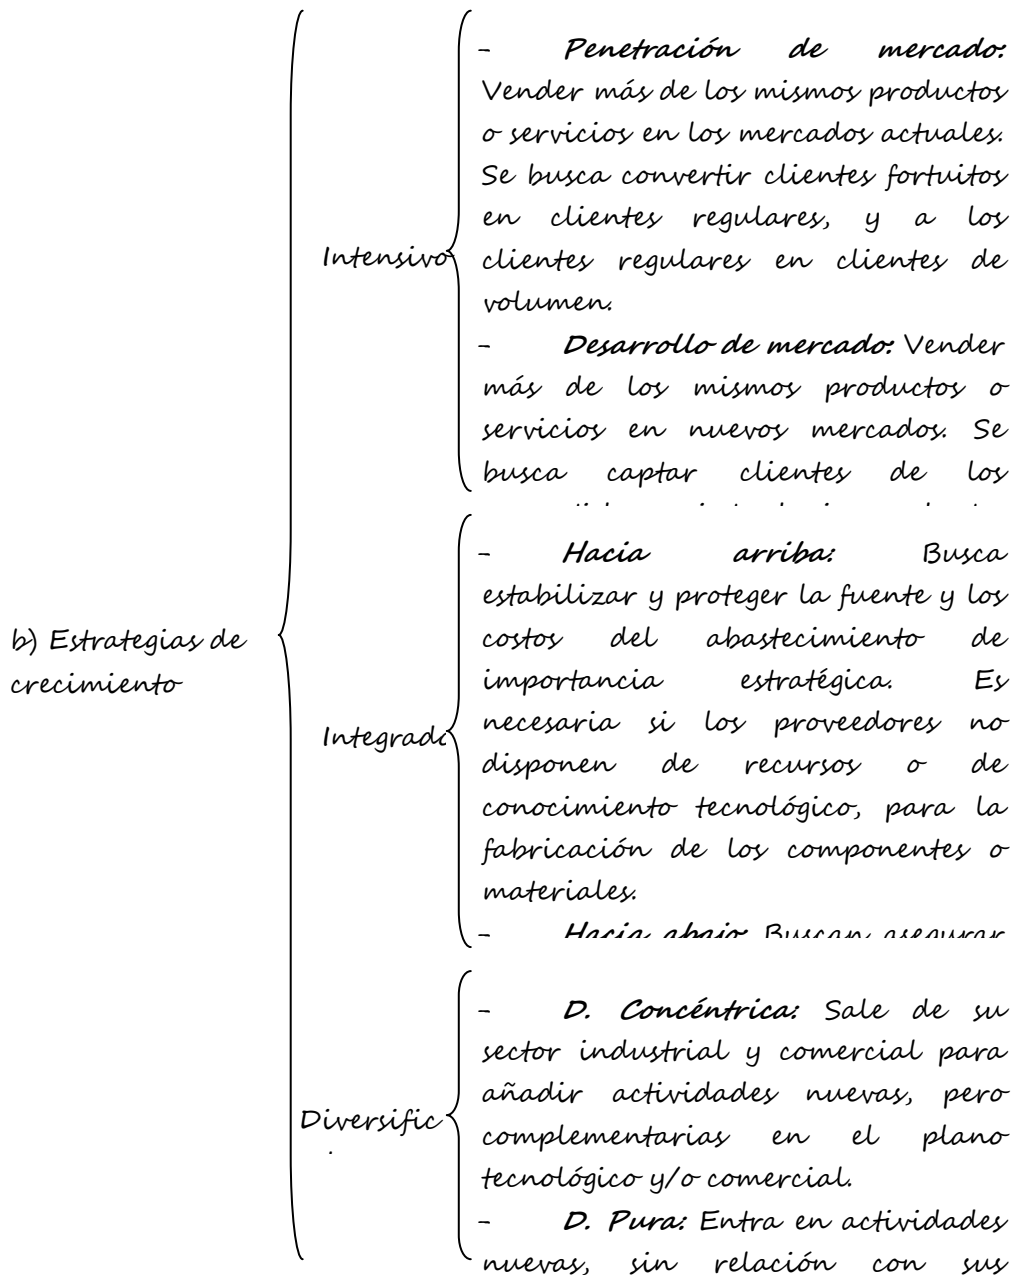 - Penetración de mercado:
Vender más de los mismos productos
o servicios en los mercados actuales.
Se busca convertir clientes fortuitos
en clientes regulares, y a los
Intensivo
clientes regulares en clientes de
volumen.
- Desarrollo de mercado: Vender
más de los mismos productos o
servicios en nuevos mercados. Se
busca captar clientes de los
b) Estrategias de
crecimiento
- Hacia arriba: Busca
estabilizar y proteger la fuente y los
costos del abastecimiento de
importancia estratégica. Es
necesaria si los proveedores no
Integrado
disponen de recursos o de
conocimiento tecnológico, para la
fabricación de los componentes o
materiales.
- Hacia abajo: Buscan asegurar
- D. Concéntrica: Sale de su
sector industrial y comercial para
añadir actividades nuevas, pero
Diversific
complementarias en el plano
tecnológico y/o comercial.
- D. Pura: Entra en actividades
nuevas, sin relación con sus